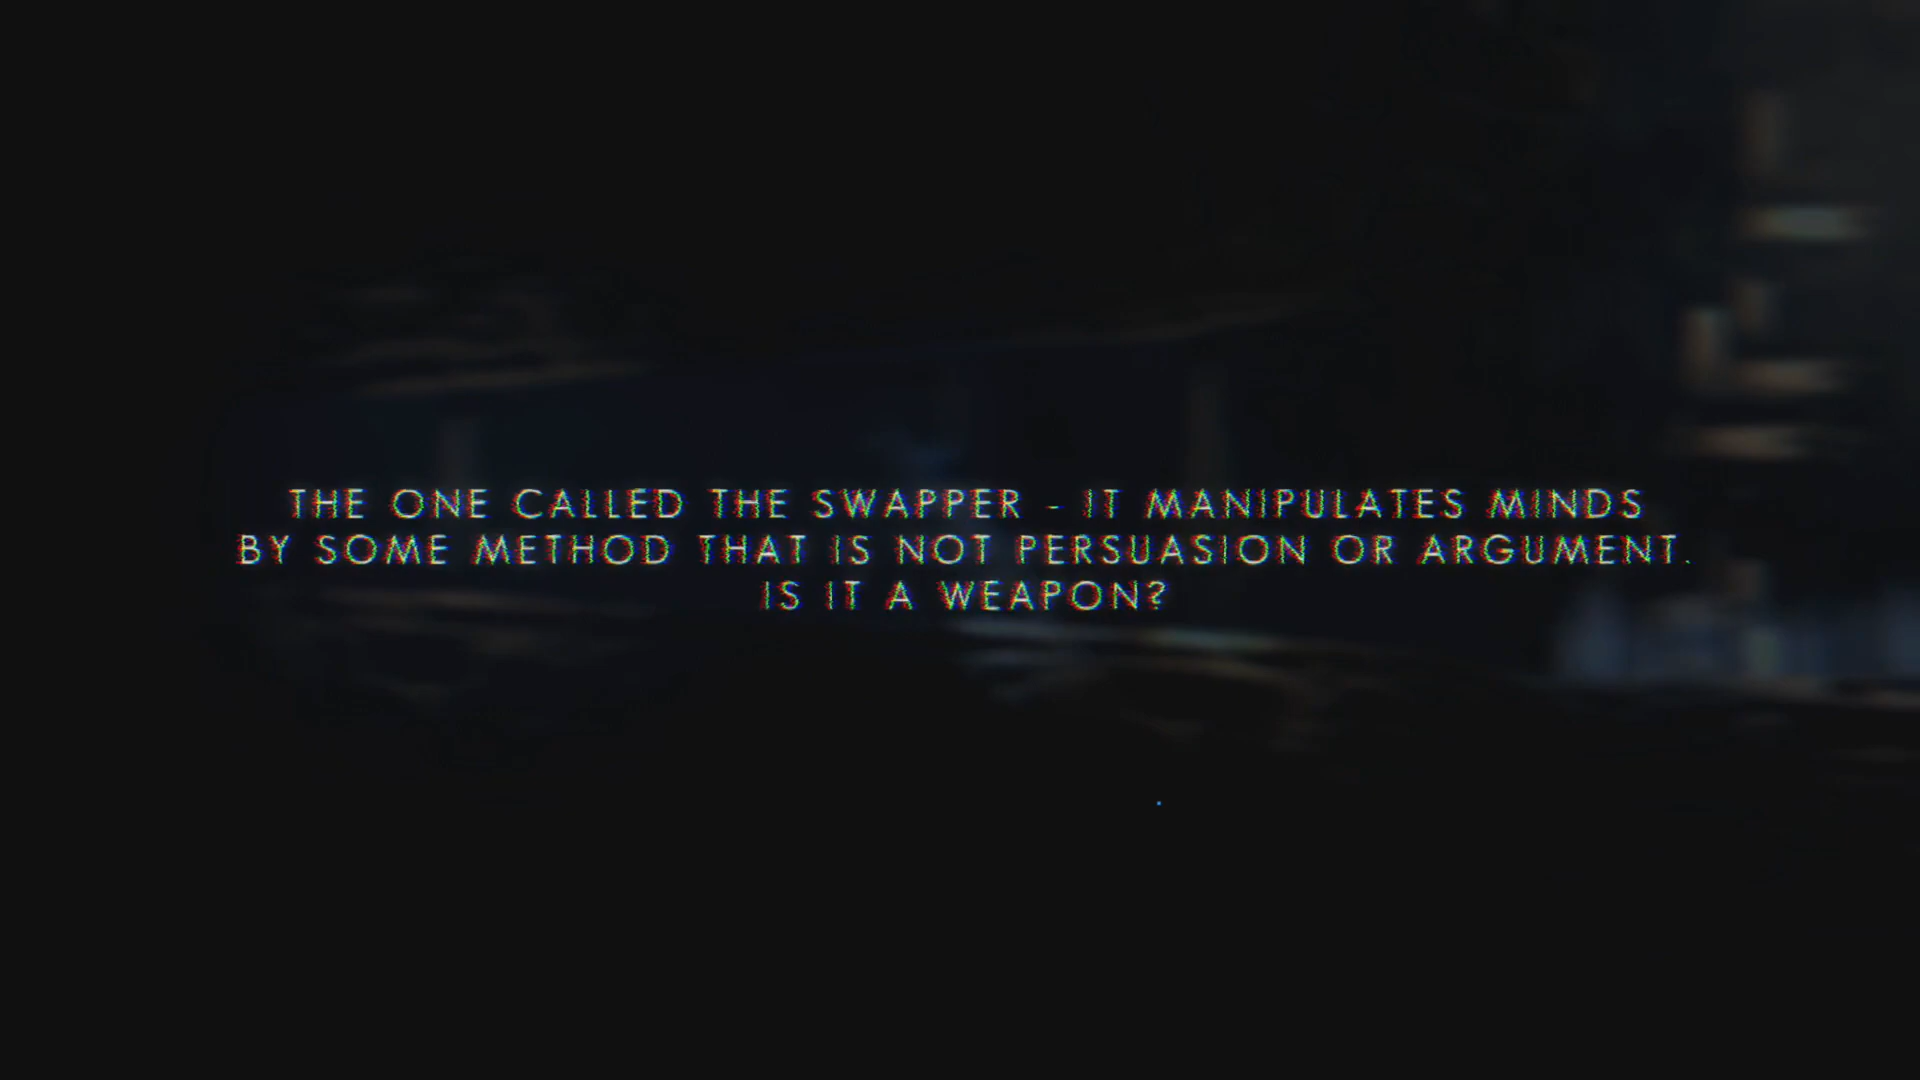 THE ONE CALLED THE SWAPPER - IT MANIPULATES MINDS
BY SOME METHOD THAT IS NOT PERSUASION OR ARGUMENT.
IS IT A WEAPON?